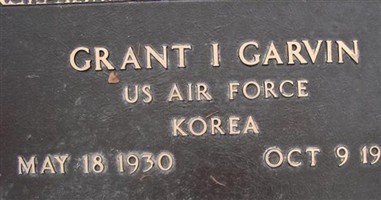 GRANT I GARVIN
US AIR FORCE
KOREA
MAY 18 1930 OCT 9 19